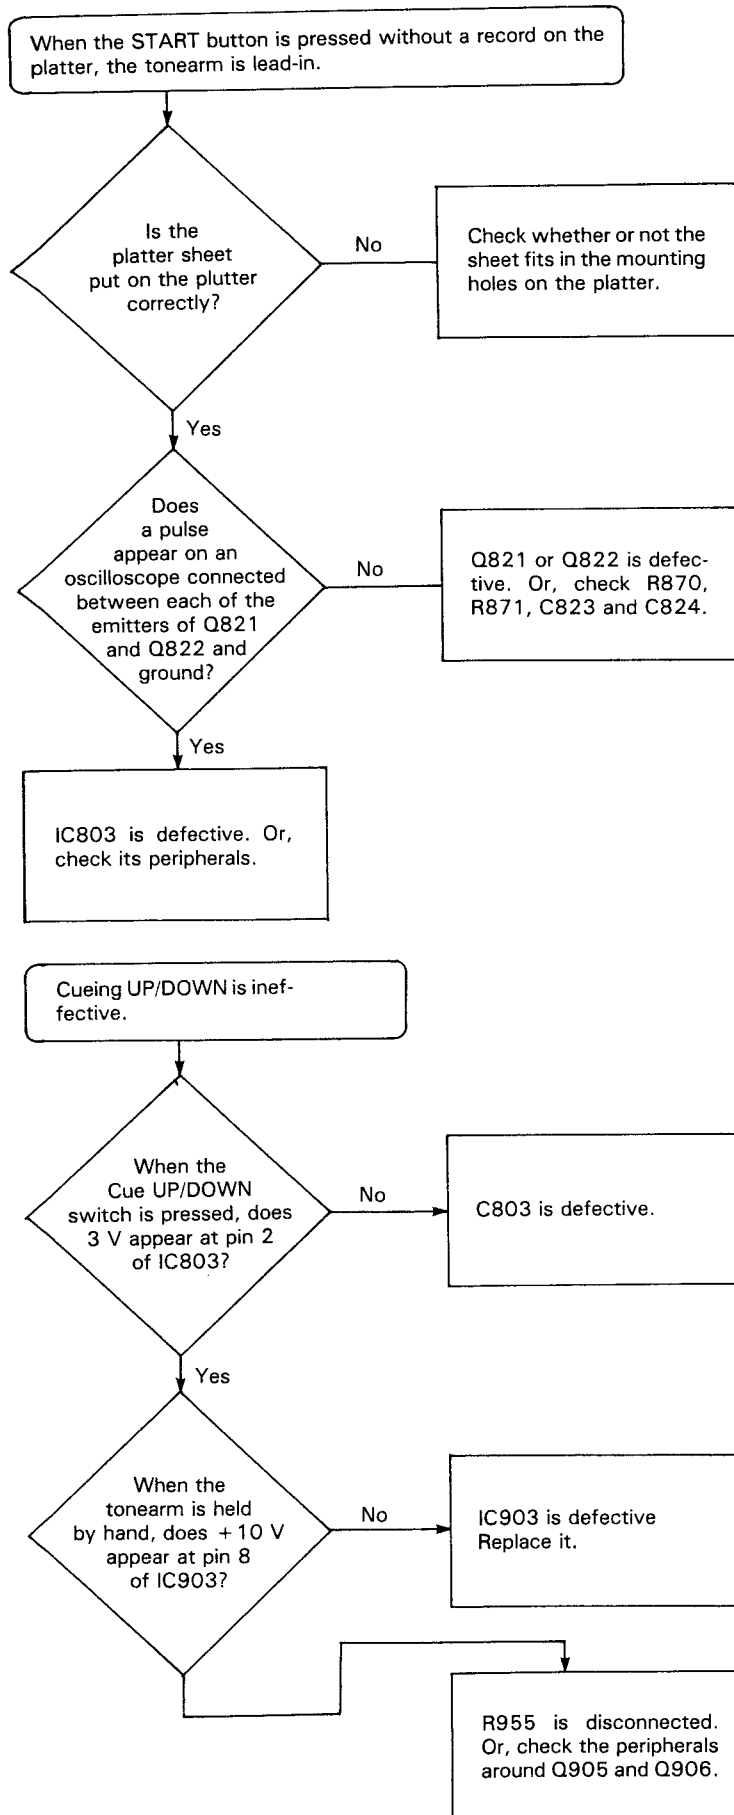 When the START button is pressed without a record on the
platter, the tonearm is lead-in.
Is the
platter sheet
put on the plutter
correctly?
No
Check whether or not the
sheet fits in the mounting
holes on the platter.
Yes
Does
a pulse
appear on an
oscilloscope connected
between each of the
emitters of Q821
and Q822 and
ground?
No
Q821 or Q822 is defec-
tive. Or, check R870,
R871, C823 and C824.
Yes
IC803 is defective. Or,
check its peripherals.
Cueing UP/DOWN is inef-
fective.
When the
Cue UP/DOWN
switch is pressed, does
3 V appear at pin 2
of IC803?
No
C803 is defective.
Yes
When the
tonearm is held
by hand, does +10 V
appear at pin 8
of IC903?
No
IC903 is defective
Replace it.
R955 is disconnected.
Or, check the peripherals
around Q905 and Q906.